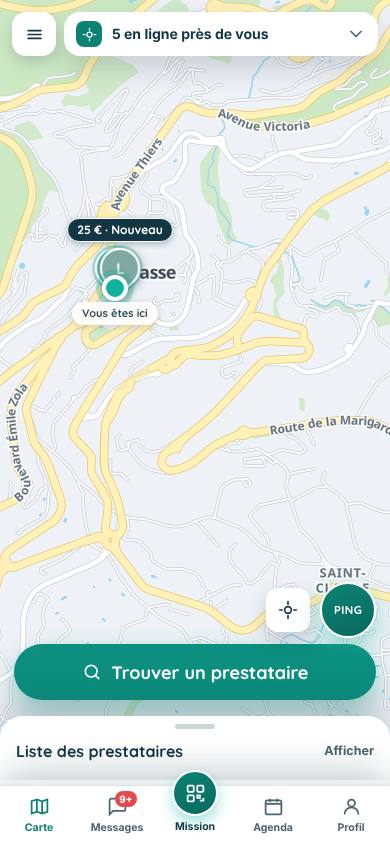 5 en ligne près de vous
Avenue Victoria
Avenue Thiers
25 € · Nouveau
L
asse
Vous êtes ici
Boulevard Émile Zola
Route de la Marigard
SAINT-
PING
Trouver un prestataire
Liste des prestataires
Afficher
9+
Carte
Messages
Mission
Agenda
Profil